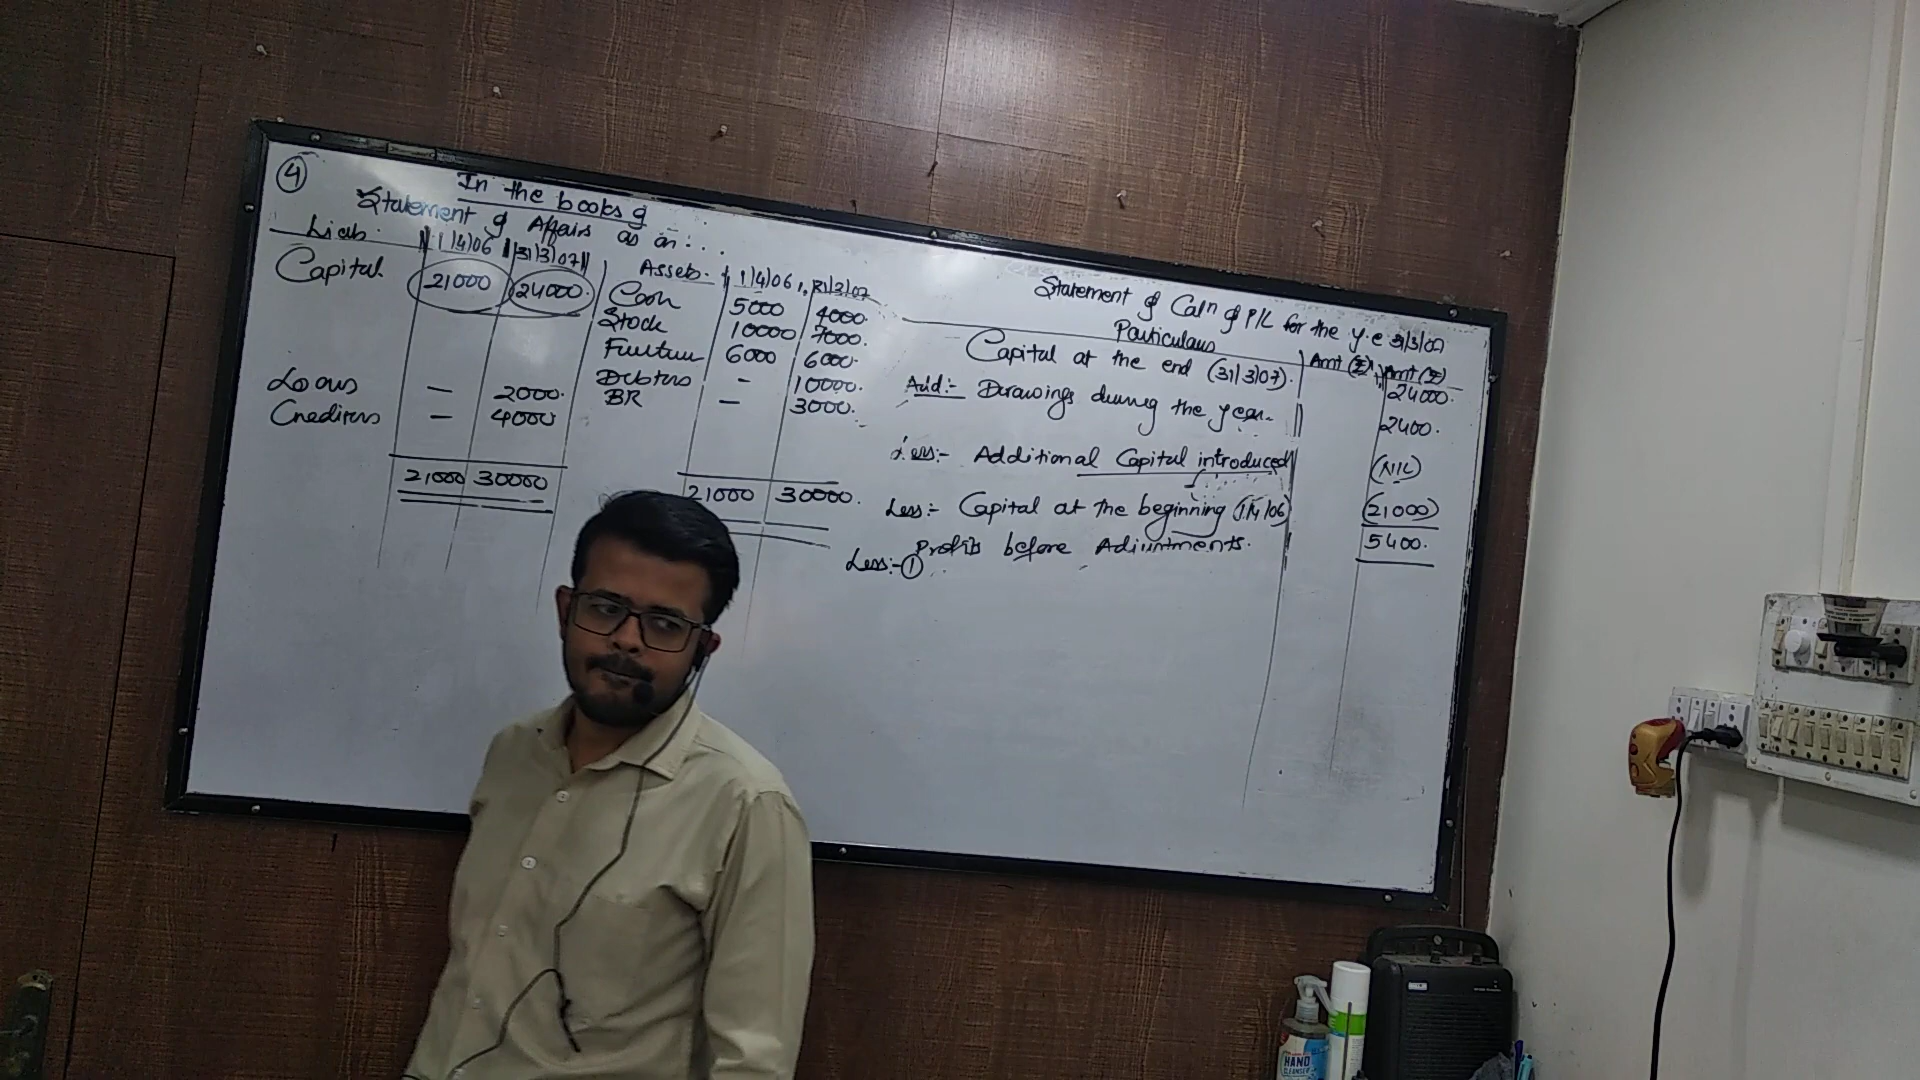 4
In the books of ...
Statement of Affairs as on...
Liab. 1/4/06 31/3/07 Assets. 1/4/06 31/3/07
Capital 21000 24000. Cash 5000 4000.
Stock 10000 7000.
Furniture 6000 6000.
Loans - 2000. Debtors - 10000.
Creditors - 4000 BR - 3000.
21000 30000 21000 30000.
Statement of Caln of P/L for the y.e 31/3/07
Particulars Amt (₹) Amt (₹)
Capital at the end (31/3/07). 24000.
Add:- Drawings during the year. 2400.
Less:- Additional Capital introduced (NIL)
Less:- Capital at the beginning (1/4/06) (21000)
Profits before Adjustments. 5400.
Less:- 1
HAND
CLEANSER